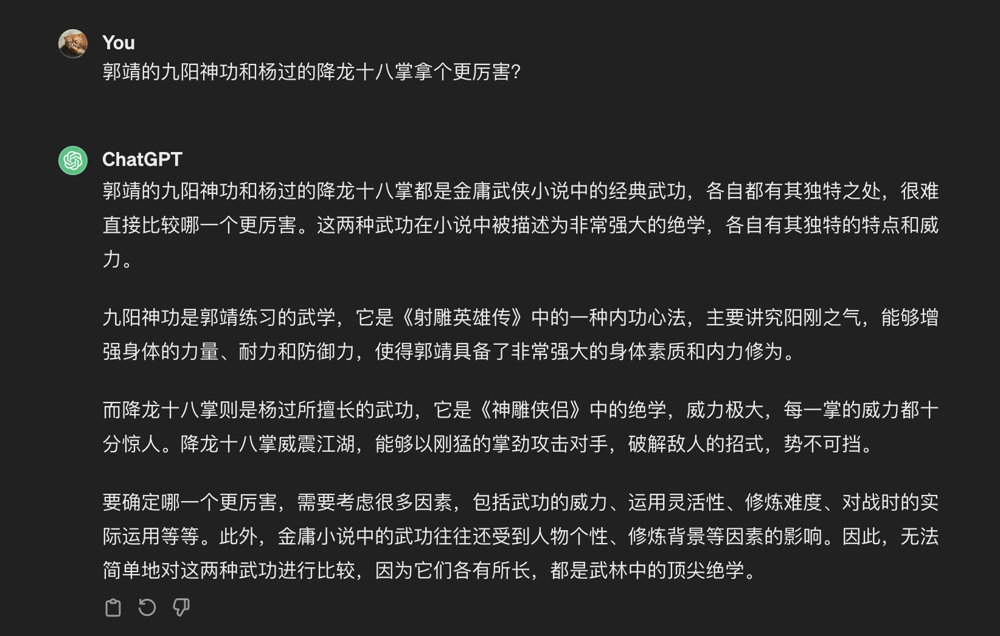 You
郭靖的九阳神功和杨过的降龙十八掌拿个更厉害?
ChatGPT
郭靖的九阳神功和杨过的降龙十八掌都是金庸武侠小说中的经典武功，各自都有其独特之处，很难
直接比较哪一个更厉害。这两种武功在小说中被描述为非常强大的绝学，各自有其独特的特点和威
力。
九阳神功是郭靖练习的武学，它是《射雕英雄传》中的一种内功心法，主要讲究阳刚之气，能够增
强身体的力量、耐力和防御力，使得郭靖具备了非常强大的身体素质和内力修为。
而降龙十八掌则是杨过所擅长的武功，它是《神雕侠侣》中的绝学，威力极大，每一掌的威力都十
分惊人。降龙十八掌威震江湖，能够以刚猛的掌劲攻击对手，破解敌人的招式，势不可挡。
要确定哪一个更厉害，需要考虑很多因素，包括武功的威力、运用灵活性、修炼难度、对战时的实
际运用等等。此外，金庸小说中的武功往往还受到人物个性、修炼背景等因素的影响。因此，无法
简单地对这两种武功进行比较，因为它们各有所长，都是武林中的顶尖绝学。